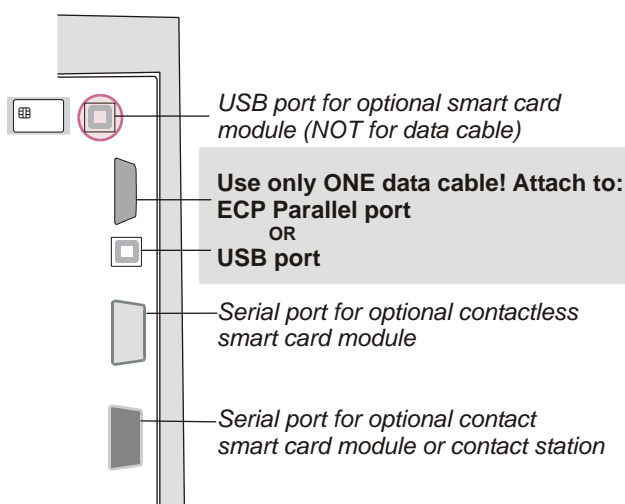 USB port for optional smart card
module (NOT for data cable)
Use only ONE data cable! Attach to:
ECP Parallel port
OR
USB port
Serial port for optional contactless
smart card module
Serial port for optional contact
smart card module or contact station